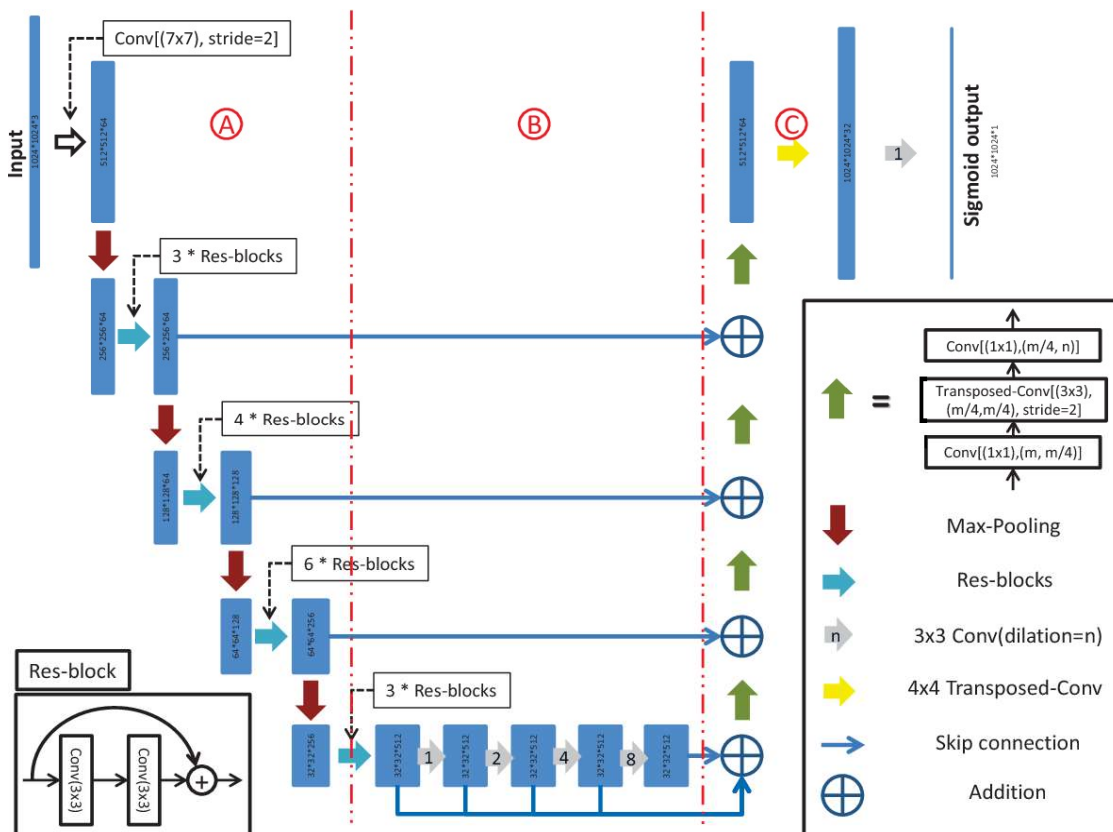 Conv[(7x7), stride=2]
Input
1024*1024*3
512*512*64
A
B
C
512*512*64
1024*1024*32
1
Sigmoid output
1024*1024*1
3 * Res-blocks
256*256*64
256*256*64
4 * Res-blocks
128*128*64
128*128*128
6 * Res-blocks
64*64*128
64*64*256
3 * Res-blocks
32*32*256
32*32*512
1
32*32*512
2
32*32*512
4
32*32*512
8
32*32*512
Res-block
Conv(3x3)
Conv(3x3)
+
=
Conv[(1x1),(m/4, n)]
Transposed-Conv[(3x3),
(m/4,m/4), stride=2]
Conv[(1x1),(m, m/4)]
Max-Pooling
Res-blocks
n
3x3 Conv(dilation=n)
4x4 Transposed-Conv
Skip connection
Addition